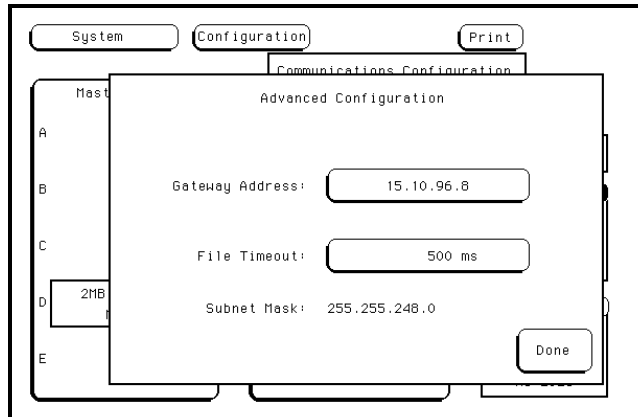 System Configuration Print
Communications Configuration
Mast
Advanced Configuration
A
Gateway Address: 15.10.96.8
B
C
File Timeout: 500 ms
2MB
D
Subnet Mask: 255.255.248.0
Done
E